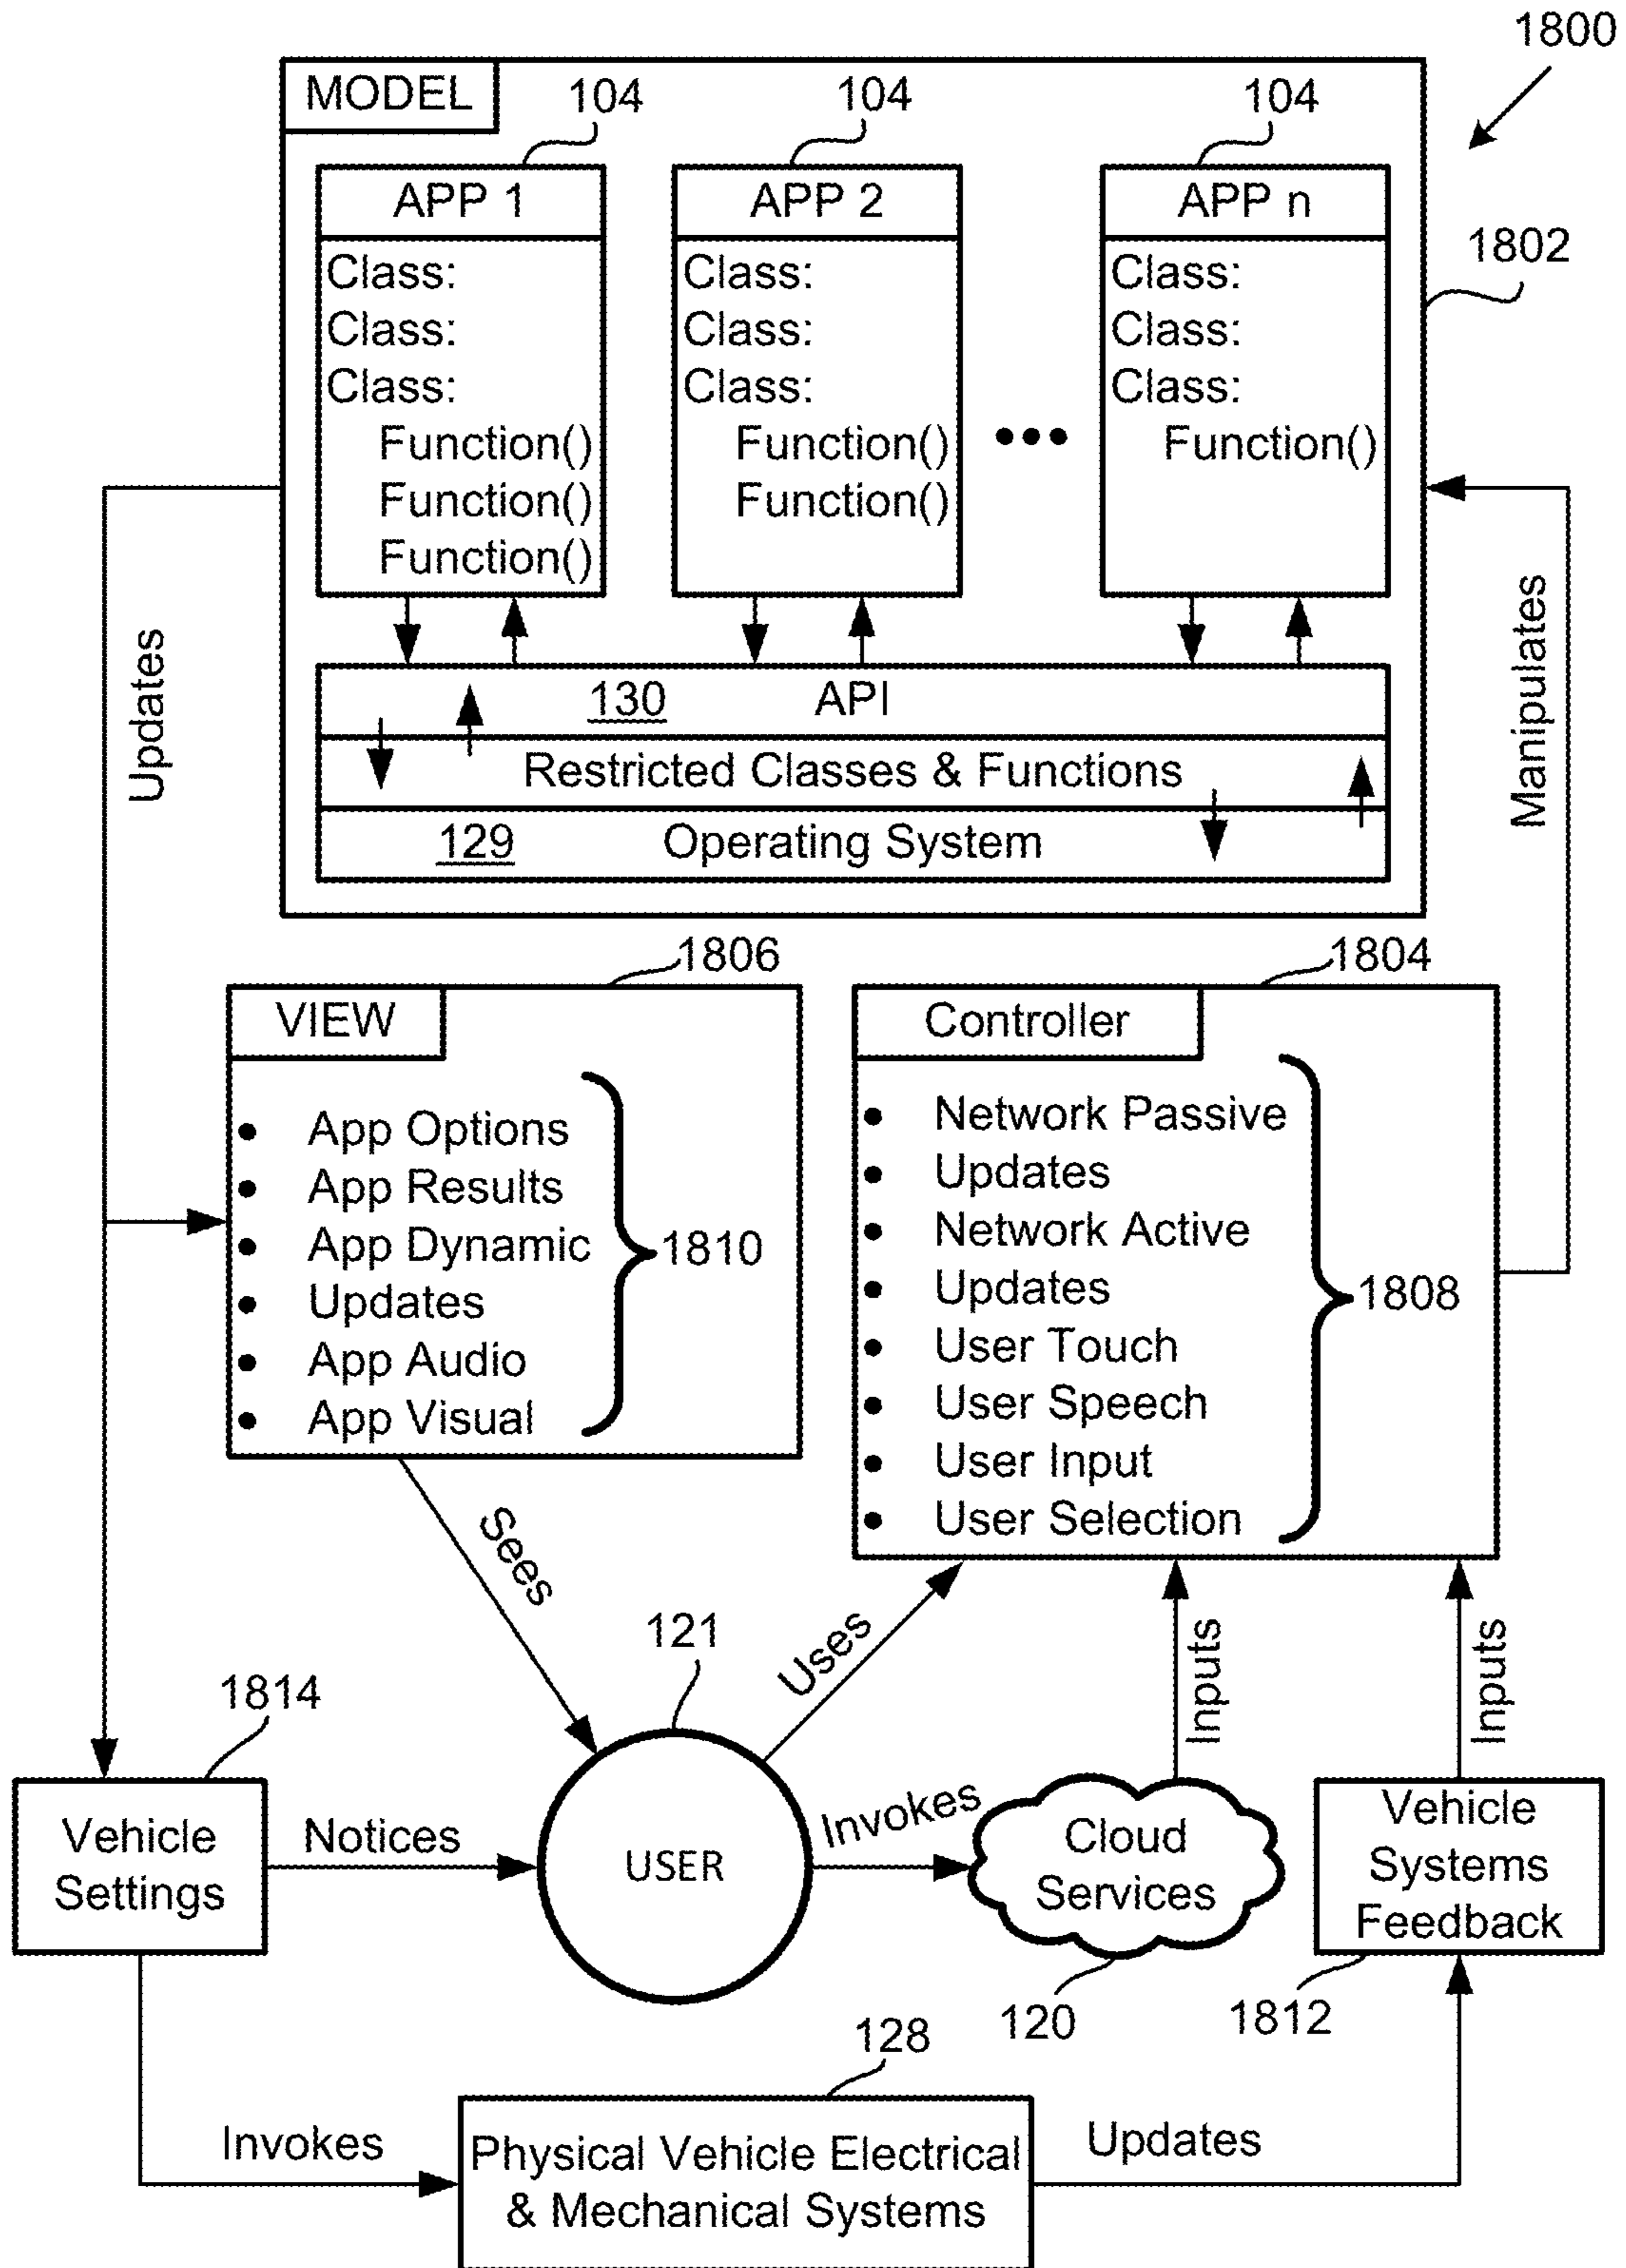 1800
MODEL
104
104
104
APP 1
Class:
Class:
Class:
Function()
Function()
Function()
APP 2
Class:
Class:
Class:
Function()
Function()
•••
APP n
Class:
Class:
Class:
Function()
1802
130 API
Restricted Classes & Functions
129 Operating System
Updates
Manipulates
1806
VIEW
• App Options
• App Results
• App Dynamic
• Updates
• App Audio
• App Visual
1810
1804
Controller
• Network Passive
• Updates
• Network Active
• Updates
• User Touch
• User Speech
• User Input
• User Selection
1808
Sees
Uses
Inputs
Inputs
121
1814
Vehicle
Settings
Notices
USER
Invokes
Cloud
Services
120
Vehicle
Systems
Feedback
1812
128
Invokes
Physical Vehicle Electrical
& Mechanical Systems
Updates